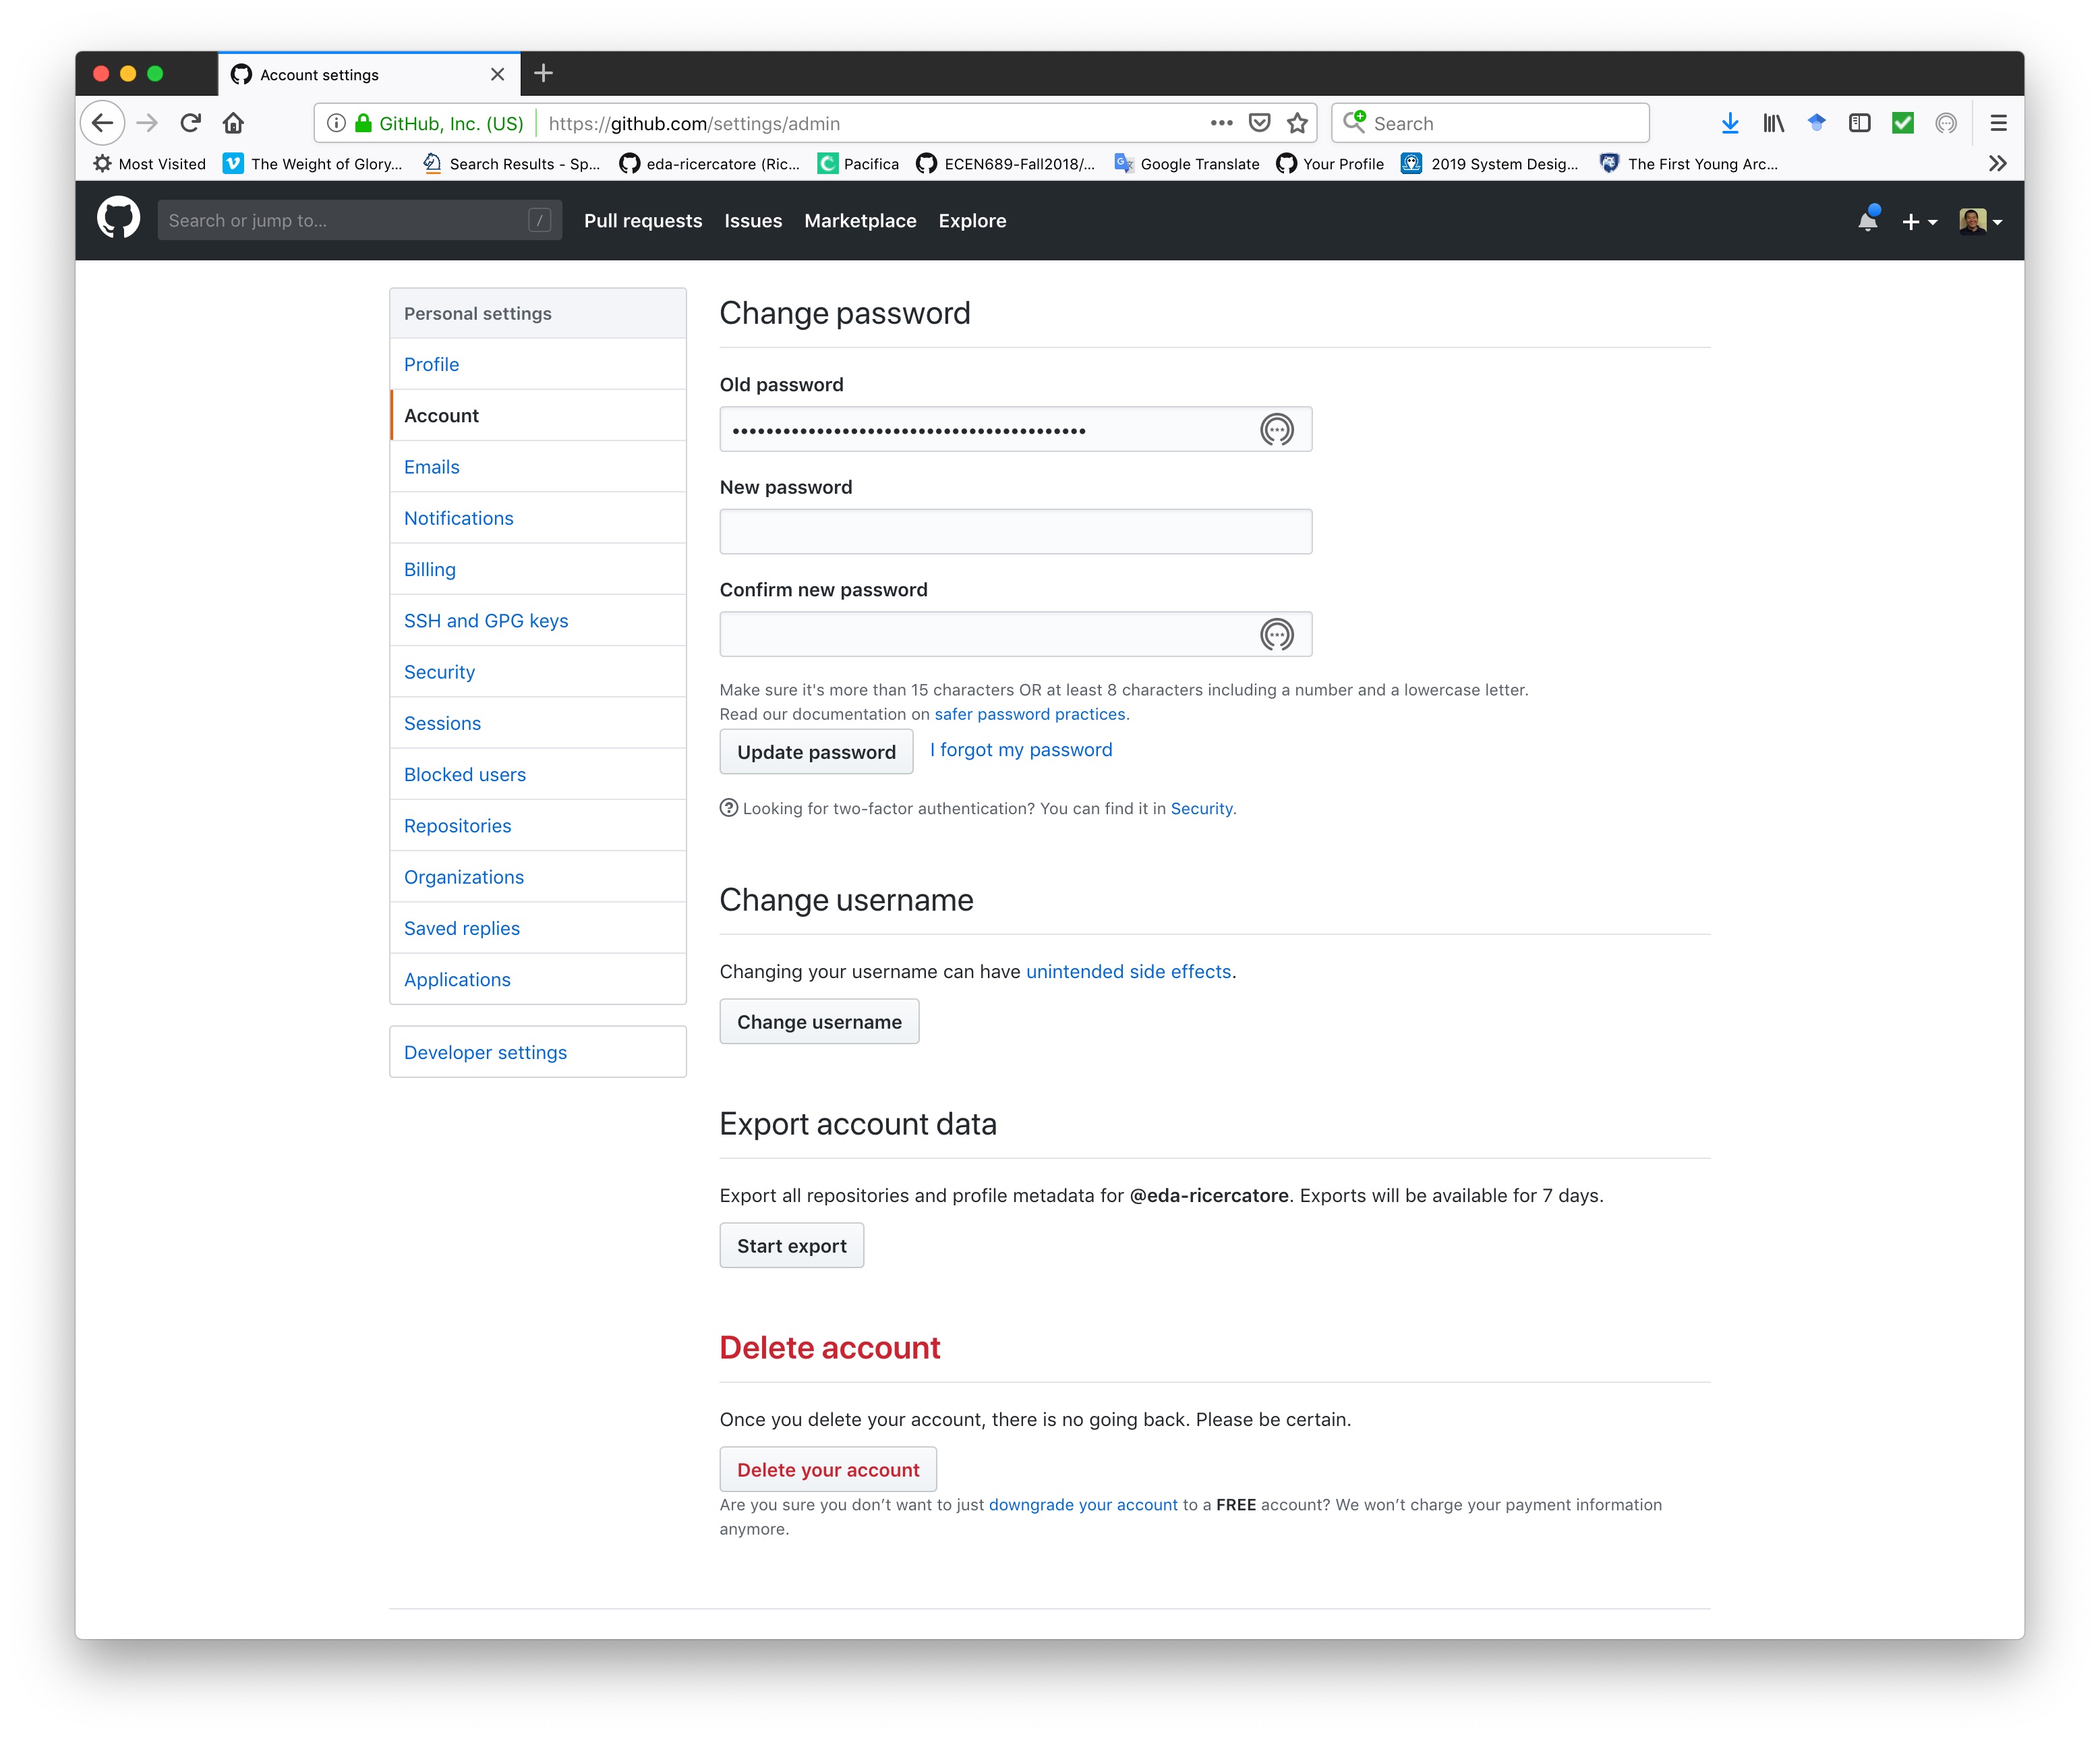 Account settings
GitHub, Inc. (US) https://github.com/settings/admin Search
Most Visited The Weight of Glory... Search Results - Sp... eda-ricercatore (Ric... Pacifica ECEN689-Fall2018/... Google Translate Your Profile 2019 System Desig... The First Young Arc...
Search or jump to... / Pull requests Issues Marketplace Explore
Personal settings
Profile
Account
Emails
Notifications
Billing
SSH and GPG keys
Security
Sessions
Blocked users
Repositories
Organizations
Saved replies
Applications
Developer settings
Change password
Old password
New password
Confirm new password
Make sure it's more than 15 characters OR at least 8 characters including a number and a lowercase letter.
Read our documentation on safer password practices.
Update password I forgot my password
Looking for two-factor authentication? You can find it in Security.
Change username
Changing your username can have unintended side effects.
Change username
Export account data
Export all repositories and profile metadata for @eda-ricercatore. Exports will be available for 7 days.
Start export
Delete account
Once you delete your account, there is no going back. Please be certain.
Delete your account
Are you sure you don’t want to just downgrade your account to a FREE account? We won’t charge your payment information
anymore.